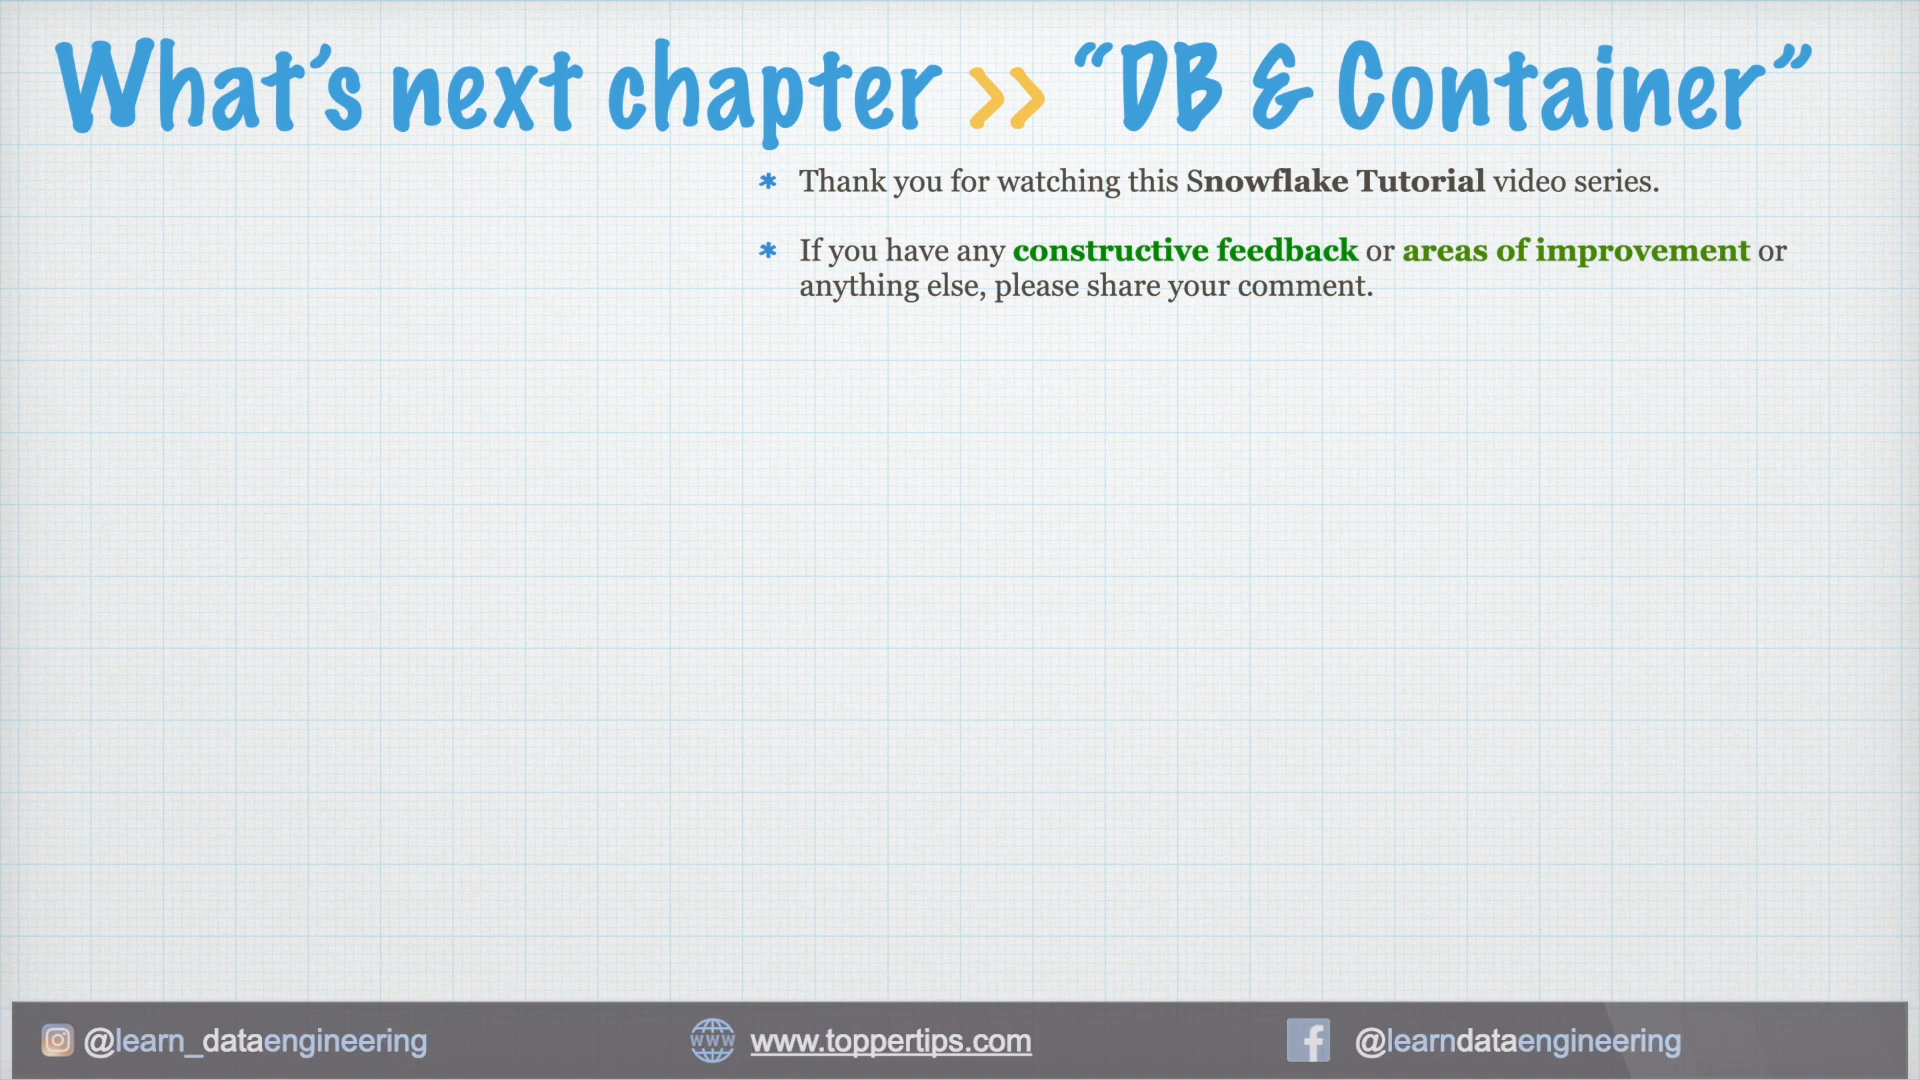 What’s next chapter >> “DB & Container”
* Thank you for watching this Snowflake Tutorial video series.
* If you have any constructive feedback or areas of improvement or
anything else, please share your comment.
@learn_dataengineering
WWW www.toppertips.com
f @learndataengineering